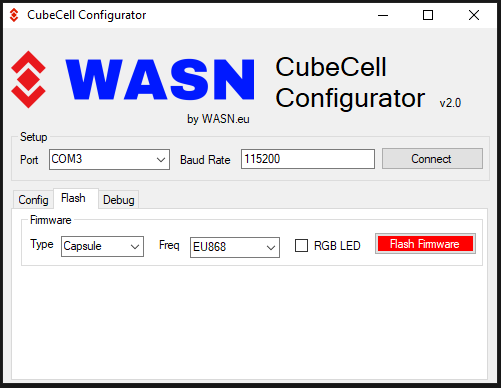 CubeCell Configurator
WASN
by WASN.eu
CubeCell
Configurator v2.0
Setup
Port COM3 Baud Rate 115200 Connect
Config Flash Debug
Firmware
Type Capsule Freq EU868 RGB LED Flash Firmware